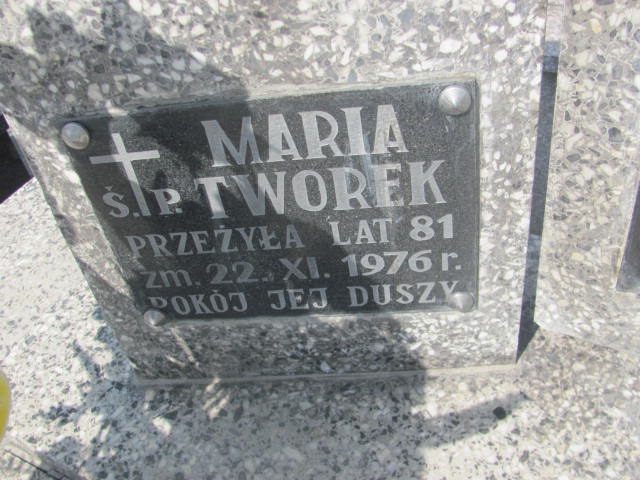 MARIA
Ś. P. TWOREK
PRZEŻYŁA LAT 81
zm. 22. XI. 1976 r.
POKÓJ JEJ DUSZY